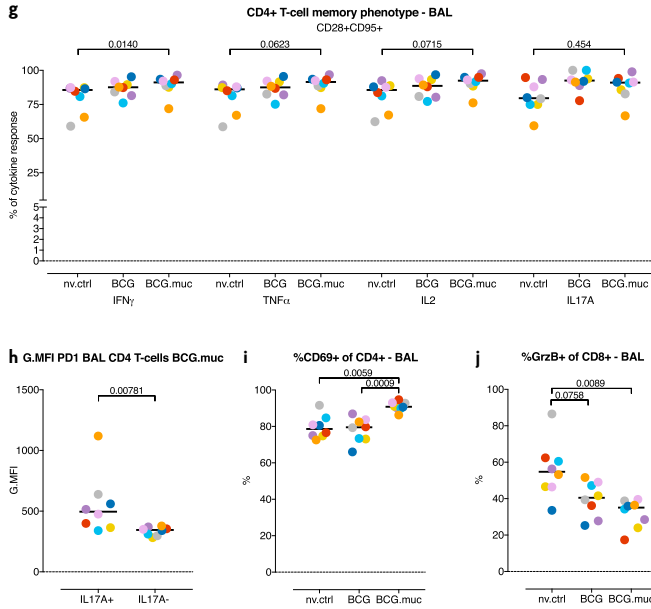 g
CD4+ T-cell memory phenotype - BAL
CD28+CD95+
0.0140 0.0623 0.0715 0.454
% of cytokine response
100
75
50
25
5
4
3
2
1
0
nv.ctrl BCG BCG.muc nv.ctrl BCG BCG.muc nv.ctrl BCG BCG.muc nv.ctrl BCG BCG.muc
IFNγ TNFα IL2 IL17A
h G.MFI PD1 BAL CD4 T-cells BCG.muc
0.00781
G.MFI
1500
1000
500
0
IL17A+ IL17A-
i %CD69+ of CD4+ - BAL
0.0059
0.0009
%
100
80
60
40
20
0
nv.ctrl BCG BCG.muc
j %GrzB+ of CD8+ - BAL
0.0089
0.0758
%
100
80
60
40
20
0
nv.ctrl BCG BCG.muc